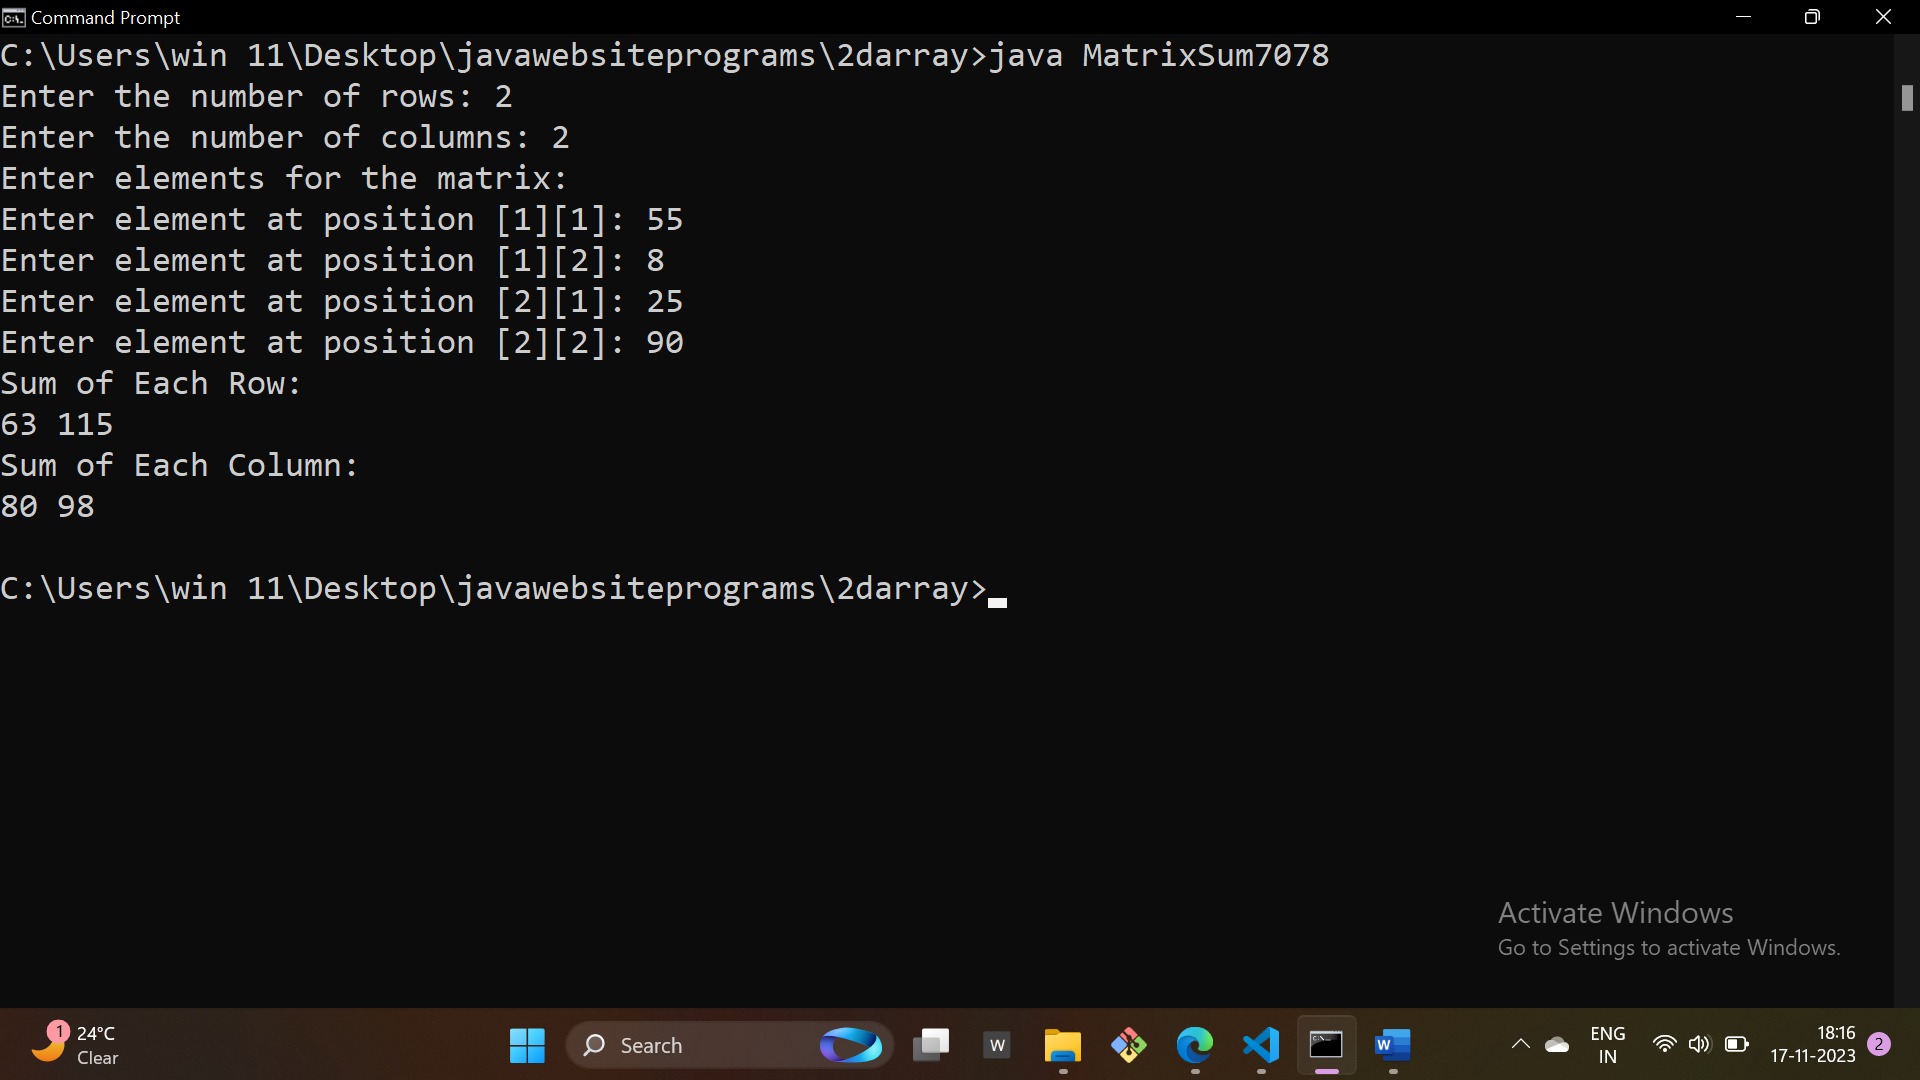 Command Prompt
C:\Users\win 11\Desktop\javawebsiteprograms\2darray>java MatrixSum7078
Enter the number of rows: 2
Enter the number of columns: 2
Enter elements for the matrix:
Enter element at position [1][1]: 55
Enter element at position [1][2]: 8
Enter element at position [2][1]: 25
Enter element at position [2][2]: 90
Sum of Each Row:
63 115
Sum of Each Column:
80 98
C:\Users\win 11\Desktop\javawebsiteprograms\2darray>
Activate Windows
Go to Settings to activate Windows.
1
24°C
Clear
Search
W
W
ENG
IN
18:16
17-11-2023
2